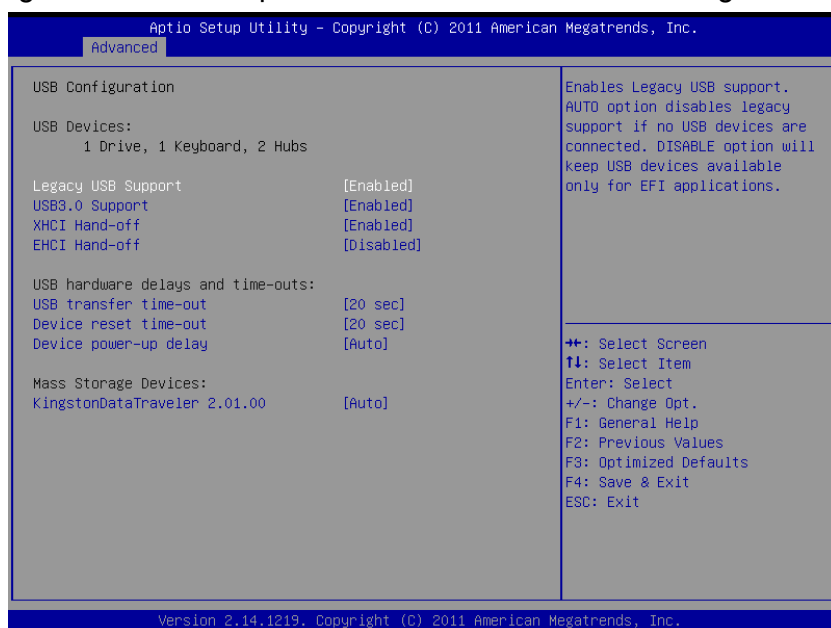 Aptio Setup Utility – Copyright (C) 2011 American Megatrends, Inc.
Advanced
USB Configuration
USB Devices:
1 Drive, 1 Keyboard, 2 Hubs
Legacy USB Support [Enabled]
USB3.0 Support [Enabled]
XHCI Hand-off [Enabled]
EHCI Hand-off [Disabled]
USB hardware delays and time-outs:
USB transfer time-out [20 sec]
Device reset time-out [20 sec]
Device power-up delay [Auto]
Mass Storage Devices:
KingstonDataTraveler 2.01.00 [Auto]
Enables Legacy USB support.
AUTO option disables legacy
support if no USB devices are
connected. DISABLE option will
keep USB devices available
only for EFI applications.
→←: Select Screen
↑↓: Select Item
Enter: Select
+/-: Change Opt.
F1: General Help
F2: Previous Values
F3: Optimized Defaults
F4: Save & Exit
ESC: Exit
Version 2.14.1219. Copyright (C) 2011 American Megatrends, Inc.